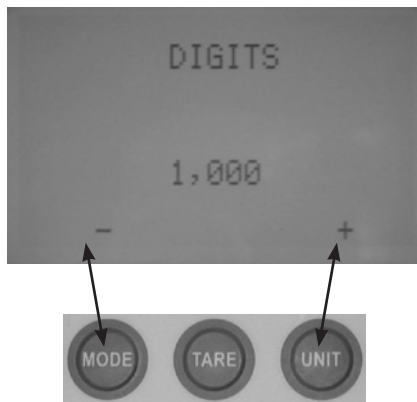 DIGITS
1,000
- +
MODE TARE UNIT